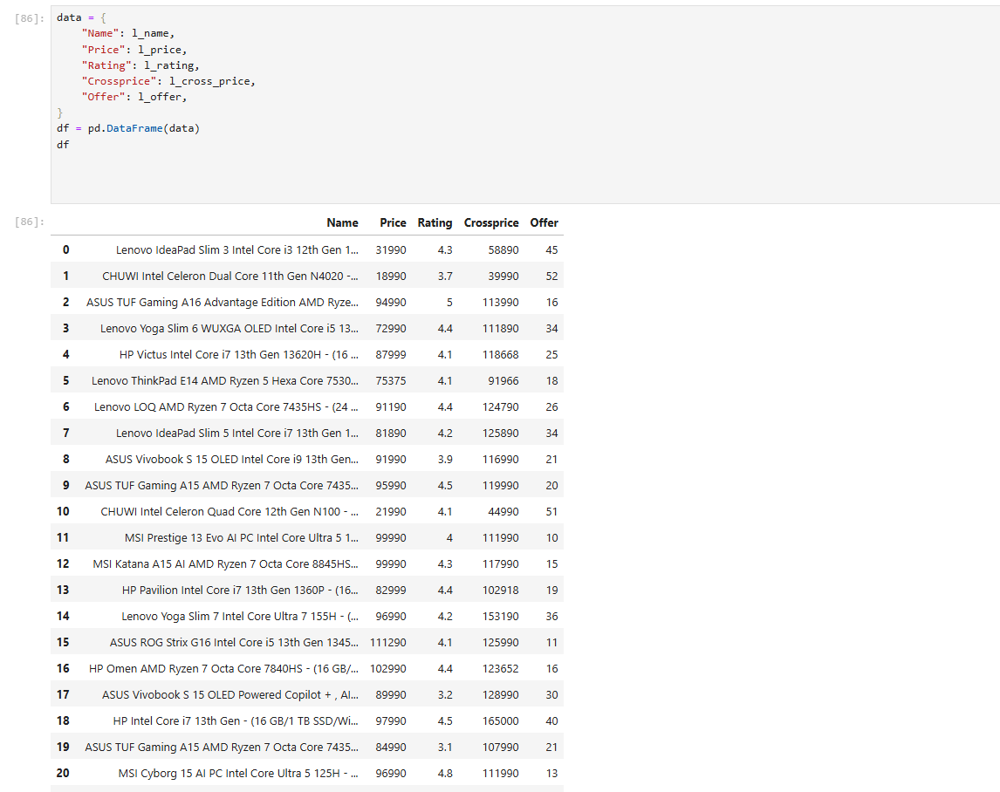 [86]:
data = {
"Name": l_name,
"Price": l_price,
"Rating": l_rating,
"Crossprice": l_cross_price,
"Offer": l_offer,
}
df = pd.DataFrame(data)
df
[86]:
Name Price Rating Crossprice Offer
0 Lenovo IdeaPad Slim 3 Intel Core i3 12th Gen 1... 31990 4.3 58890 45
1 CHUWI Intel Celeron Dual Core 11th Gen N4020 -... 18990 3.7 39990 52
2 ASUS TUF Gaming A16 Advantage Edition AMD Ryze... 94990 5 113990 16
3 Lenovo Yoga Slim 6 WUXGA OLED Intel Core i5 13... 72990 4.4 111890 34
4 HP Victus Intel Core i7 13th Gen 13620H - (16 ... 87999 4.1 118668 25
5 Lenovo ThinkPad E14 AMD Ryzen 5 Hexa Core 7530... 75375 4.1 91966 18
6 Lenovo LOQ AMD Ryzen 7 Octa Core 7435HS - (24 ... 91190 4.4 124790 26
7 Lenovo IdeaPad Slim 5 Intel Core i7 13th Gen 1... 81890 4.2 125890 34
8 ASUS Vivobook S 15 OLED Intel Core i9 13th Gen... 91990 3.9 116990 21
9 ASUS TUF Gaming A15 AMD Ryzen 7 Octa Core 7435... 95990 4.5 119990 20
10 CHUWI Intel Celeron Quad Core 12th Gen N100 - ... 21990 4.1 44990 51
11 MSI Prestige 13 Evo AI PC Intel Core Ultra 5 1... 99990 4 111990 10
12 MSI Katana A15 AI AMD Ryzen 7 Octa Core 8845HS... 99990 4.3 117990 15
13 HP Pavilion Intel Core i7 13th Gen 1360P - (16... 82999 4.4 102918 19
14 Lenovo Yoga Slim 7 Intel Core Ultra 7 155H - (... 96990 4.2 153190 36
15 ASUS ROG Strix G16 Intel Core i5 13th Gen 1345... 111290 4.1 125990 11
16 HP Omen AMD Ryzen 7 Octa Core 7840HS - (16 GB/... 102990 4.4 123652 16
17 ASUS Vivobook S 15 OLED Powered Copilot + , AI... 89990 3.2 128990 30
18 HP Intel Core i7 13th Gen - (16 GB/1 TB SSD/Wi... 97990 4.5 165000 40
19 ASUS TUF Gaming A15 AMD Ryzen 7 Octa Core 7435... 84990 3.1 107990 21
20 MSI Cyborg 15 AI PC Intel Core Ultra 5 125H - ... 96990 4.8 111990 13